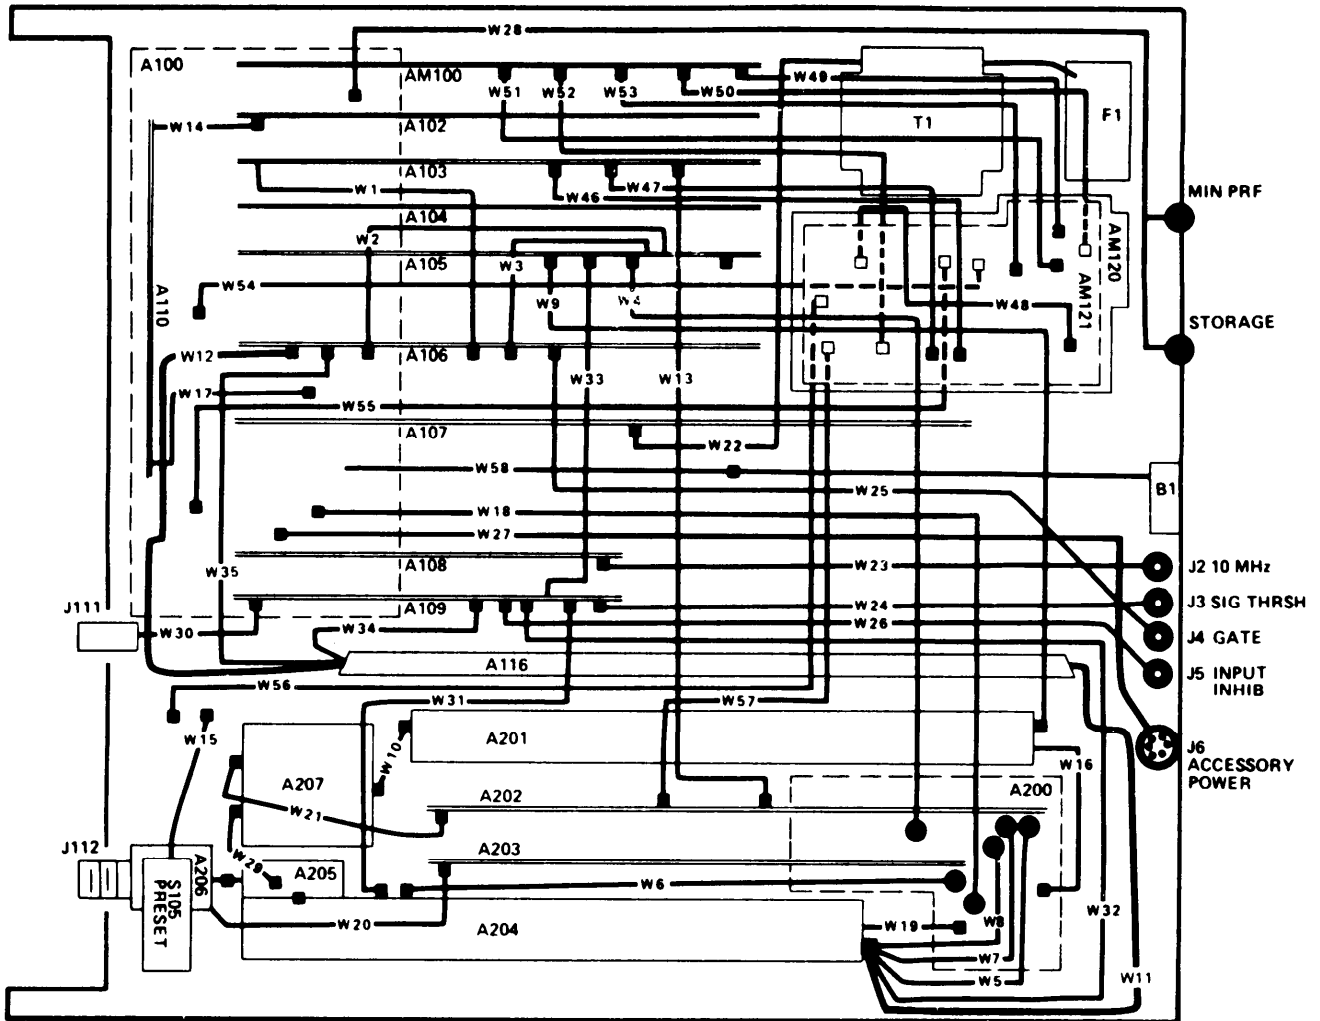 W28
A100
AM100
W49
W51
W52
W53
W50
F1
T1
W14
A102
A103
W1
W47
W46
MIN PRF
A104
W2
W3
A105
AM120
AM121
A110
W54
W9
W4
W48
STORAGE
W12
A106
W17
W33
W13
W55
A107
W22
W58
W25
B1
W18
W27
W35
A108
W23
J2 10 MHz
J111
A109
W24
J3 SIG THRSH
W30
W34
W26
J4 GATE
A116
J5 INPUT
INHIB
W56
W31
W57
W15
W10
A201
J6
ACCESSORY
POWER
W16
A207
A202
A200
W21
J112
A206
W29
A205
A203
W6
S105
PRESET
W20
A204
W19
W8
W32
W7
W5
W11